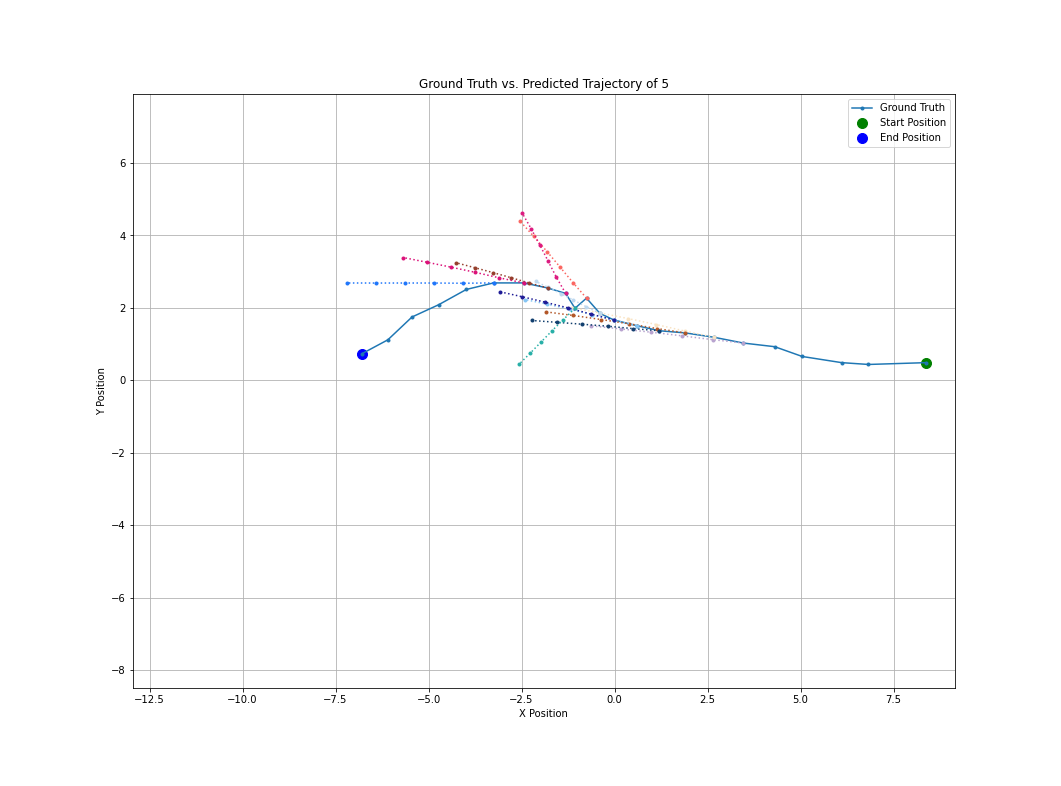 Ground Truth vs. Predicted Trajectory of 5
Ground Truth
Start Position
End Position
6
4
2
0
−2
−4
−6
−8
Y Position
−12.5 −10.0 −7.5 −5.0 −2.5 0.0 2.5 5.0 7.5
X Position